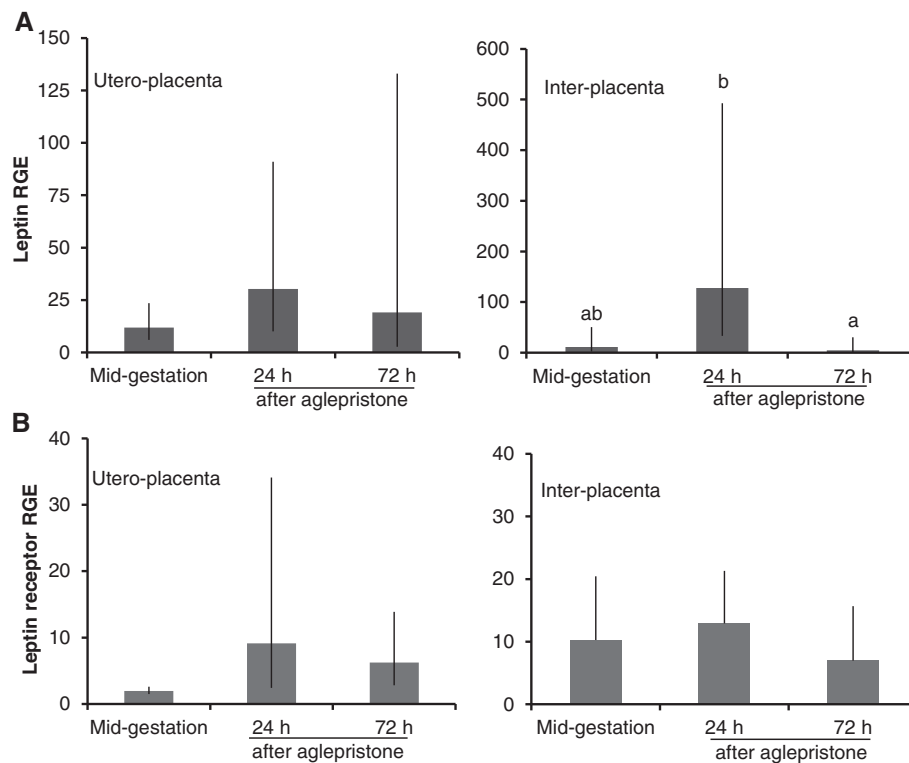 A
Leptin RGE
150
125
100
75
50
25
0
Utero-placenta
Mid-gestation 24 h 72 h
after aglepristone
600
500
400
300
200
100
0
Inter-placenta
ab b a
Mid-gestation 24 h 72 h
after aglepristone
B
Leptin receptor RGE
40
30
20
10
0
Utero-placenta
Mid-gestation 24 h 72 h
after aglepristone
40
30
20
10
0
Inter-placenta
Mid-gestation 24 h 72 h
after aglepristone